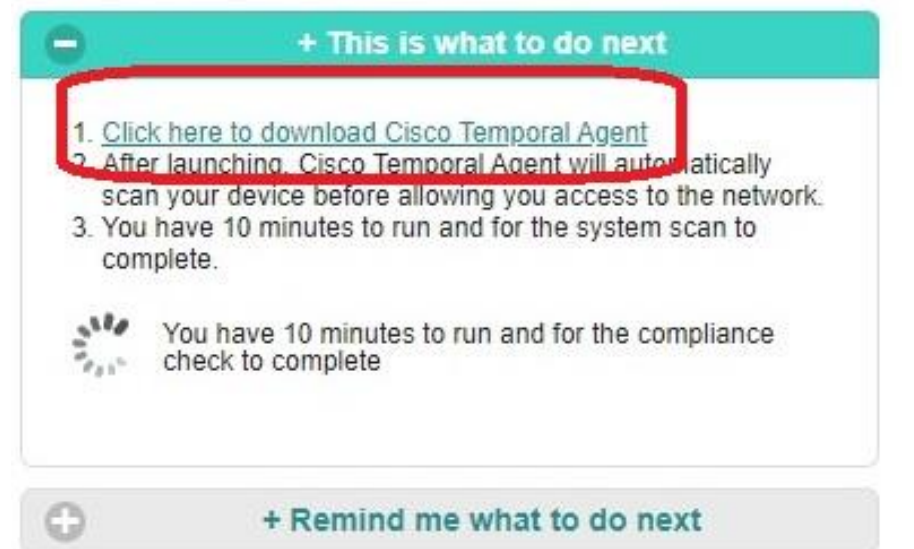 + This is what to do next
1. Click here to download Cisco Temporal Agent
2. After launching, Cisco Temporal Agent will automatically
scan your device before allowing you access to the network.
3. You have 10 minutes to run and for the system scan to
complete.
You have 10 minutes to run and for the compliance
check to complete
+ Remind me what to do next